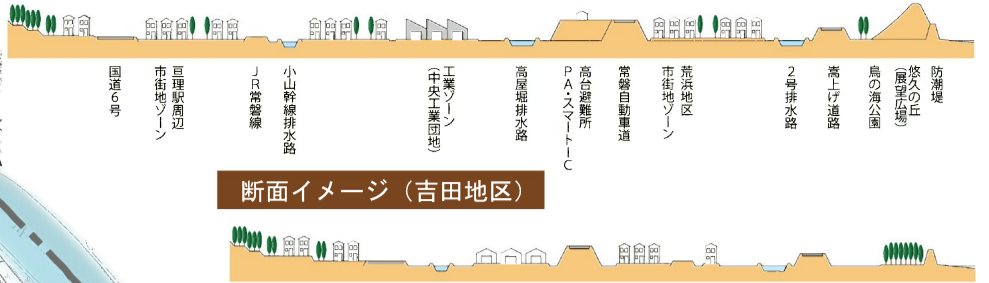 国道6号
亘理駅周辺
市街地ゾーン
JR常磐線
小山幹線排水路
工業ゾーン
(中央工業団地)
高屋堀排水路
高台避難所
PA・スマートIC
常磐自動車道
荒浜地区
市街地ゾーン
2号排水路
嵩上げ道路
鳥の海公園
悠久の丘
(展望広場)
防潮堤
断面イメージ（吉田地区）